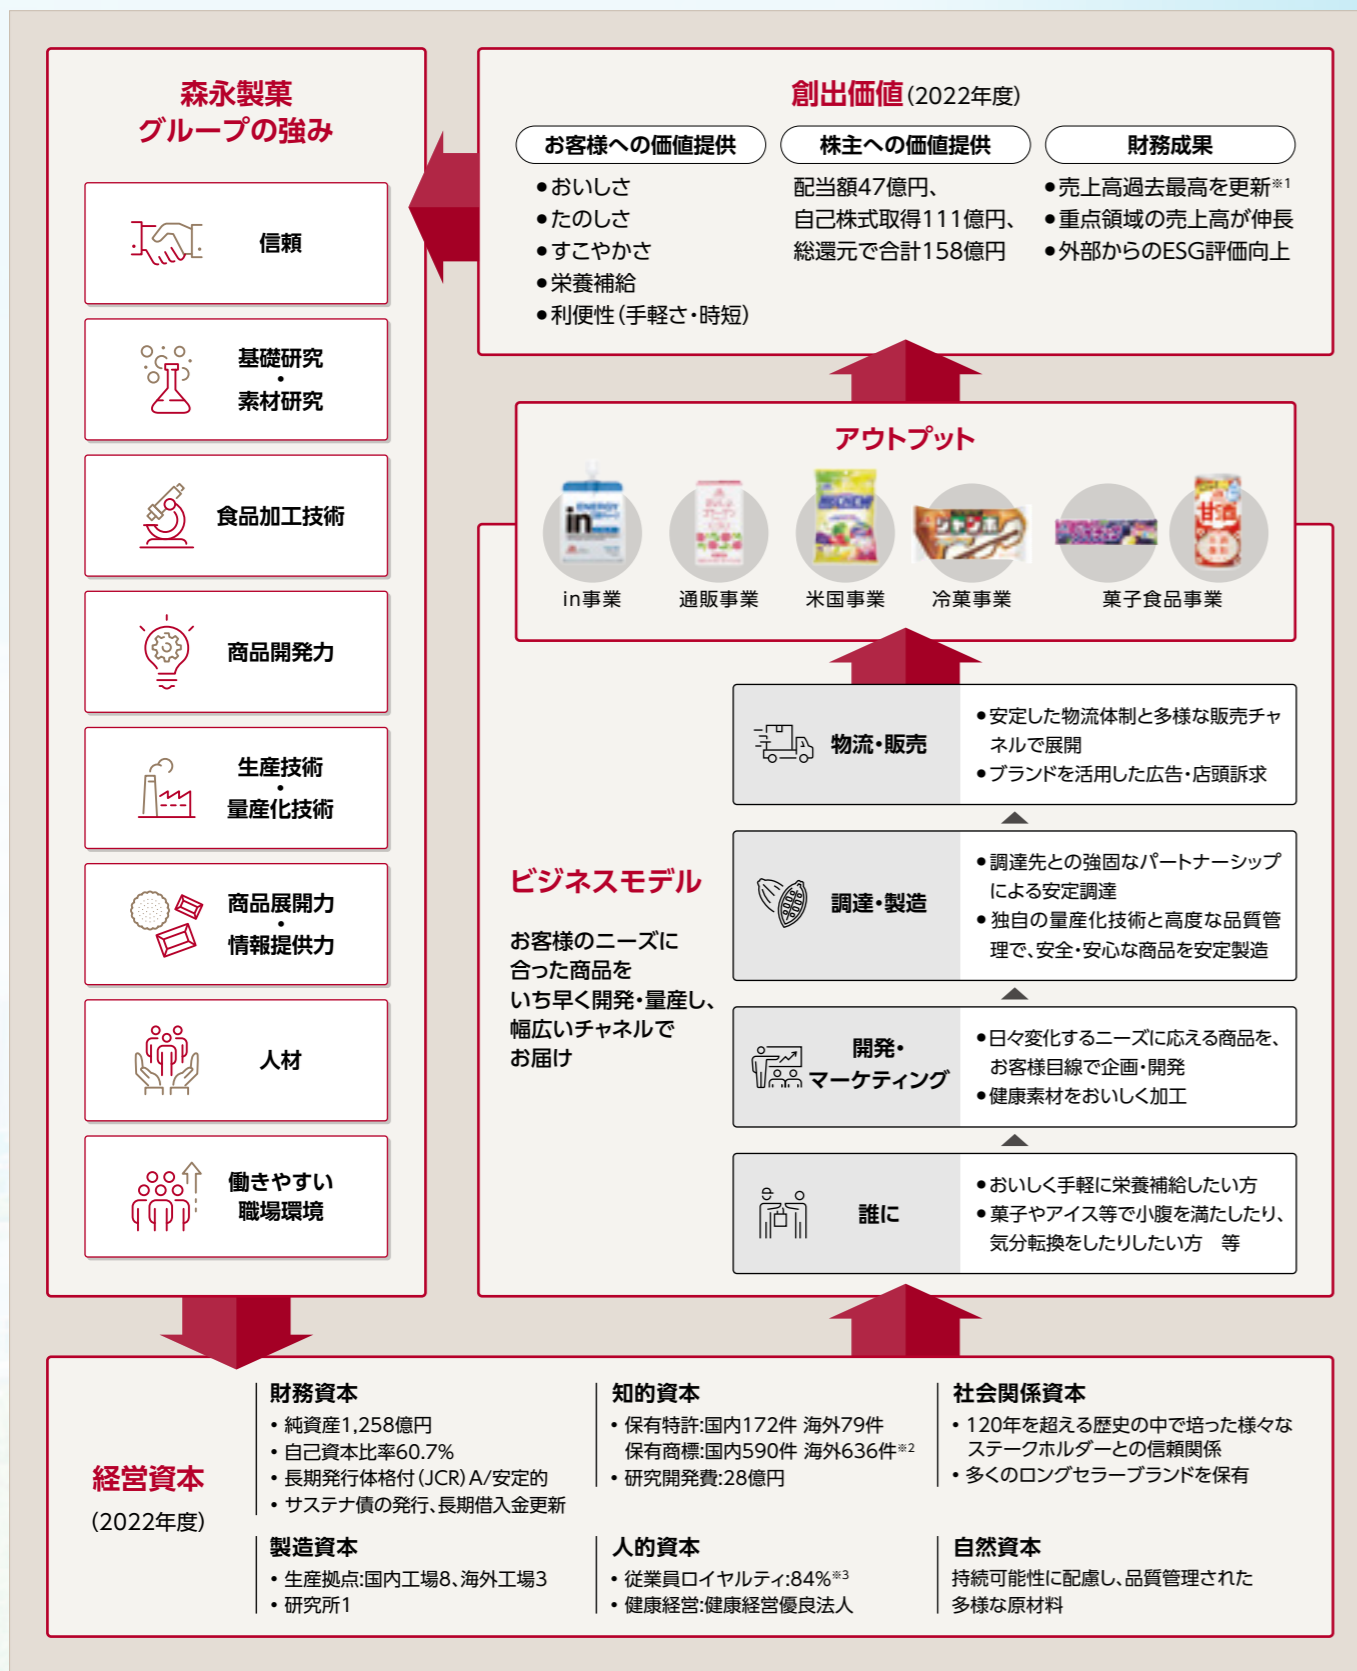 森永製菓
グループの強み
信頼
基礎研究
・
素材研究
食品加工技術
商品開発力
生産技術
・
量産化技術
商品展開力
・
情報提供力
人材
働きやすい
職場環境
創出価値(2022年度)
お客様への価値提供
●おいしさ
●たのしさ
●すこやかさ
●栄養補給
●利便性(手軽さ・時短)
株主への価値提供
配当額47億円、
自己株式取得111億円、
総還元で合計158億円
財務成果
●売上高過去最高を更新※1
●重点領域の売上高が伸長
●外部からのESG評価向上
アウトプット
ENERGY
in
ジャンボ
甘酒
in事業
通販事業
米国事業
冷菓事業
菓子食品事業
ビジネスモデル
お客様のニーズに
合った商品を
いち早く開発・量産し、
幅広いチャネルで
お届け
物流・販売
●安定した物流体制と多様な販売チャ
ネルで展開
●ブランドを活用した広告・店頭訴求
調達・製造
●調達先との強固なパートナーシップ
による安定調達
●独自の量産化技術と高度な品質管
理で、安全・安心な商品を安定製造
開発・
マーケティング
●日々変化するニーズに応える商品を、
お客様目線で企画・開発
●健康素材をおいしく加工
誰に
●おいしく手軽に栄養補給したい方
●菓子やアイス等で小腹を満たしたり、
気分転換をしたりしたい方　等
経営資本
(2022年度)
財務資本
・純資産1,258億円
・自己資本比率60.7%
・長期発行体格付(JCR)A/安定的
・サステナ債の発行、長期借入金更新
知的資本
・保有特許:国内172件 海外79件
保有商標:国内590件 海外636件※2
・研究開発費:28億円
社会関係資本
・120年を超える歴史の中で培った様々な
ステークホルダーとの信頼関係
・多くのロングセラーブランドを保有
製造資本
・生産拠点:国内工場8、海外工場3
・研究所1
人的資本
・従業員ロイヤルティ:84%※3
・健康経営:健康経営優良法人
自然資本
持続可能性に配慮し、品質管理された
多様な原材料